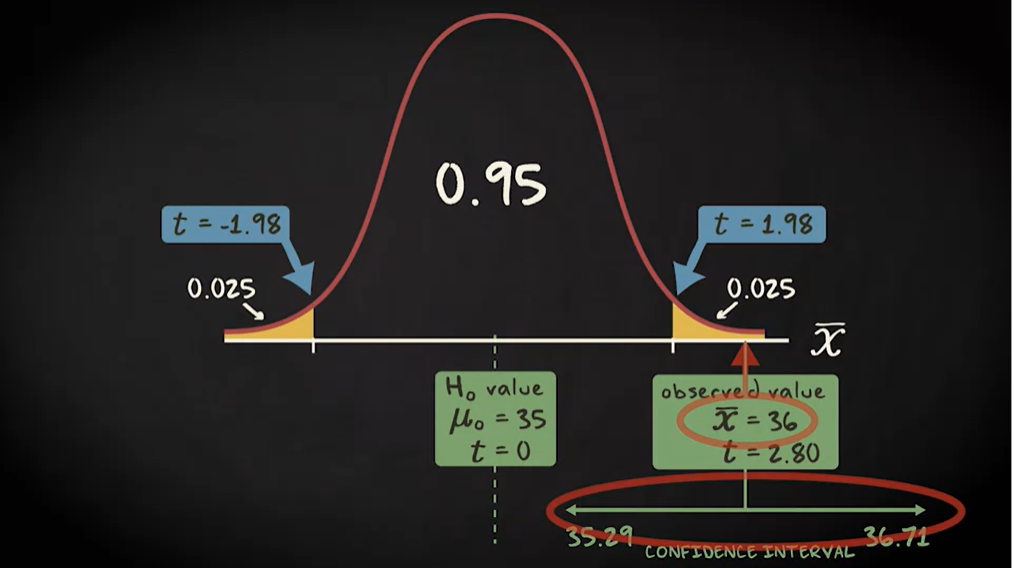 0.95
t = -1.98
t = 1.98
0.025
0.025
x̄
H₀ value
μ₀ = 35
t = 0
observed value
x̄ = 36
t = 2.80
35.29
36.71
CONFIDENCE INTERVAL